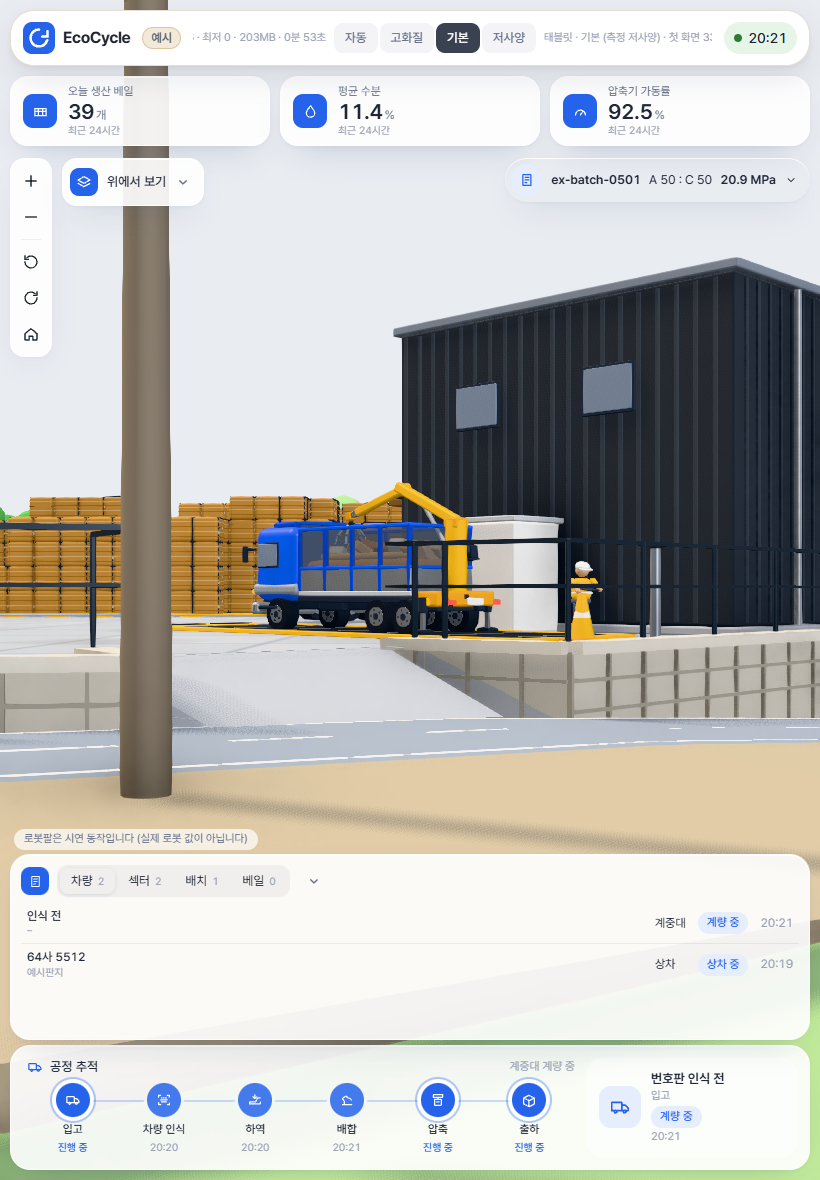 EcoCycle 예시 · 최저 0 · 203MB · 0분 53초 자동 고화질 기본 저사양 태블릿 · 기본 (측정 저사양) · 첫 화면 20:21
오늘 생산 베일
39개
최근 24시간
평균 수분
11.4%
최근 24시간
압축기 가동률
92.5%
최근 24시간
위에서 보기
ex-batch-0501 A 50 : C 50 20.9 MPa
로봇팔은 시연 동작입니다 (실제 로봇 값이 아닙니다)
차량 2 섹터 2 배치 1 베일 0
인식 전 계중대 계량 중 20:21
–
64사 5512 상차 상차 중 20:19
예시판지
공정 추적 계중대 계량 중
입고 차량 인식 하역 배합 압축 출하
진행 중 20:20 20:20 20:21 진행 중 진행 중
번호판 인식 전
입고
계량 중
20:21